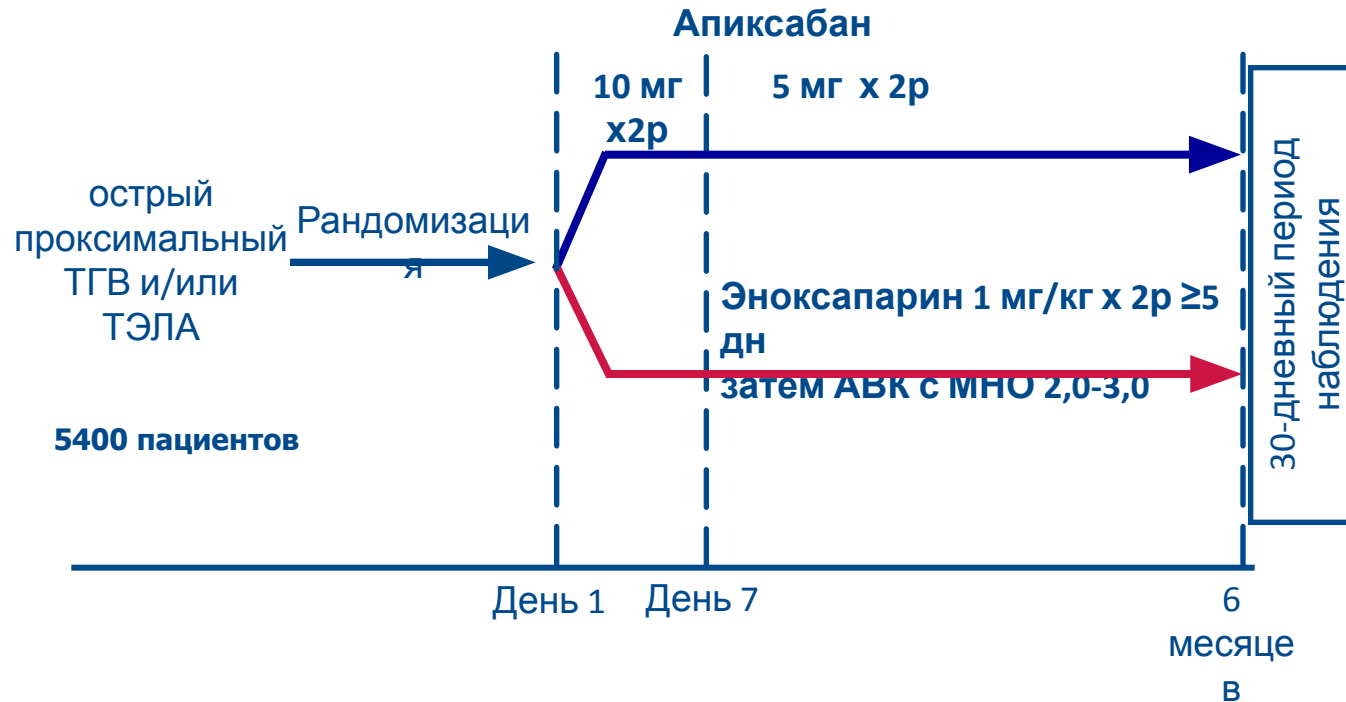 Апиксабан
10 мг
x2р
5 мг x 2р
острый
проксимальный
ТГВ и/или
ТЭЛА
Рандомизаци
я
Эноксапарин 1 мг/кг x 2р ≥5
дн
затем АВК с МНО 2,0-3,0
5400 пациентов
30-дневный период
наблюдения
День 1
День 7
6
месяце
в